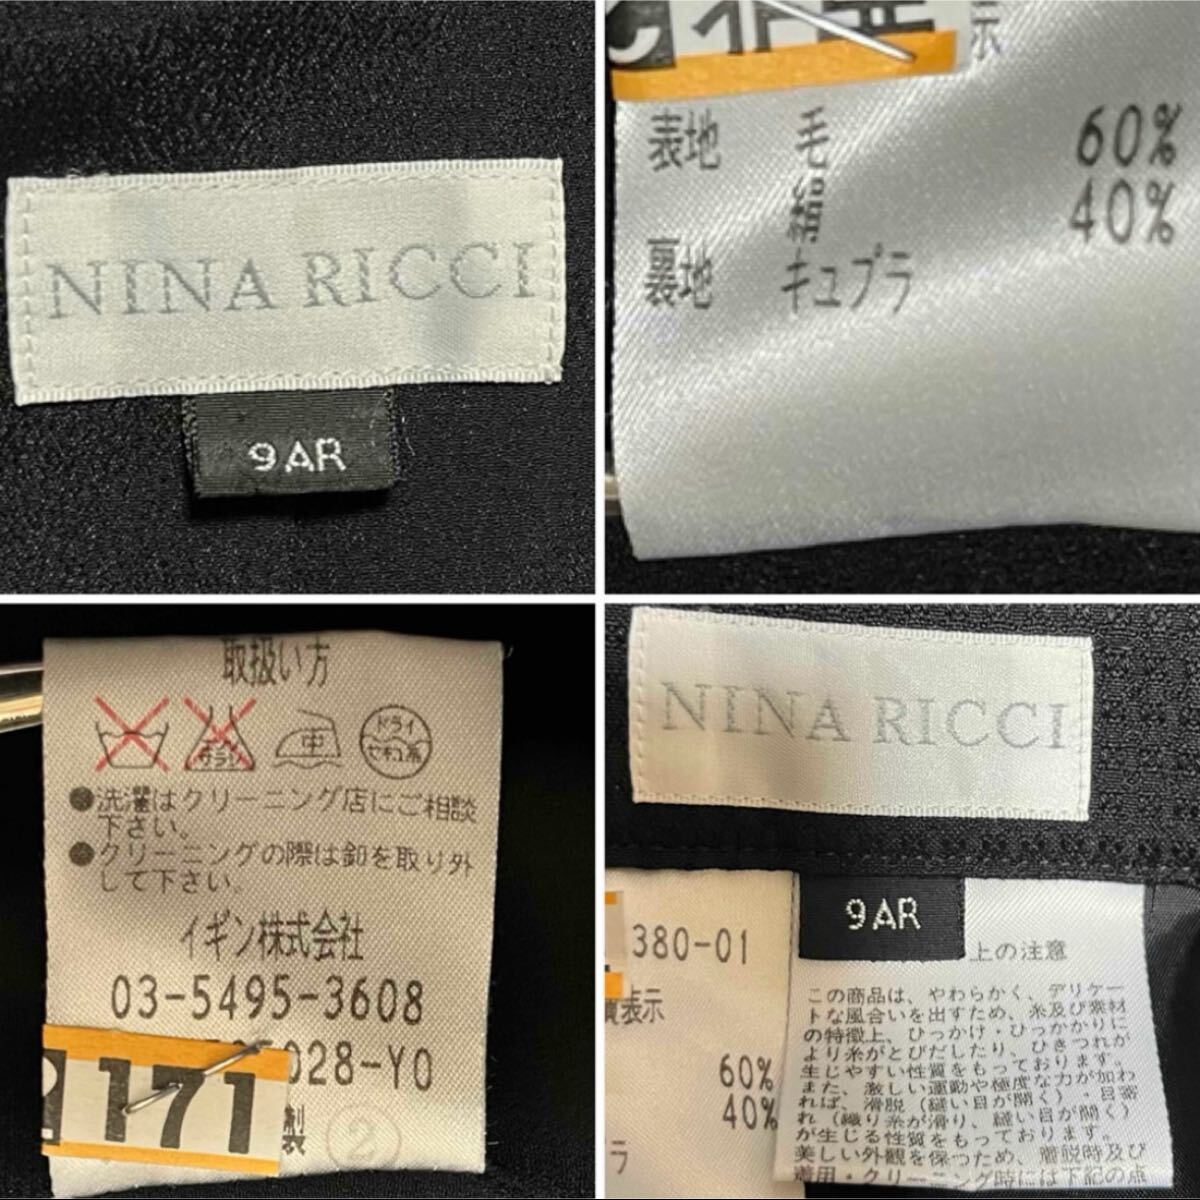 NINA RICCI
9AR
表地 毛 60%
綿 40%
裏地 キュプラ
取扱い方
中
ドライ
セキユ系
●洗濯はクリーニング店にご相談
下さい。
●クリーニングの際は釦を取り外
して下さい。
イギン株式会社
03-5495-3608
028-Y0
171
製
②
NINA RICCI
9AR
380-01
表示
60%
40%
ラ
上の注意
この商品は、やわらかく、デリケー
トな風合いを出すため、糸及び素材
の特徴上、ひっかけ・ひっかかりに
より糸がとびだしたり、ひきつれが
生じやすい性質をもっております。
また、激しい運動や極度な力が加わ
れば、滑脱（縫い目が開く）・目寄
れ（織り糸が滑り、縫い目が開く）
が生じる性質をもっております。
美しい外観を保つため、着脱時及び
着用・クリーニング時には下記の点